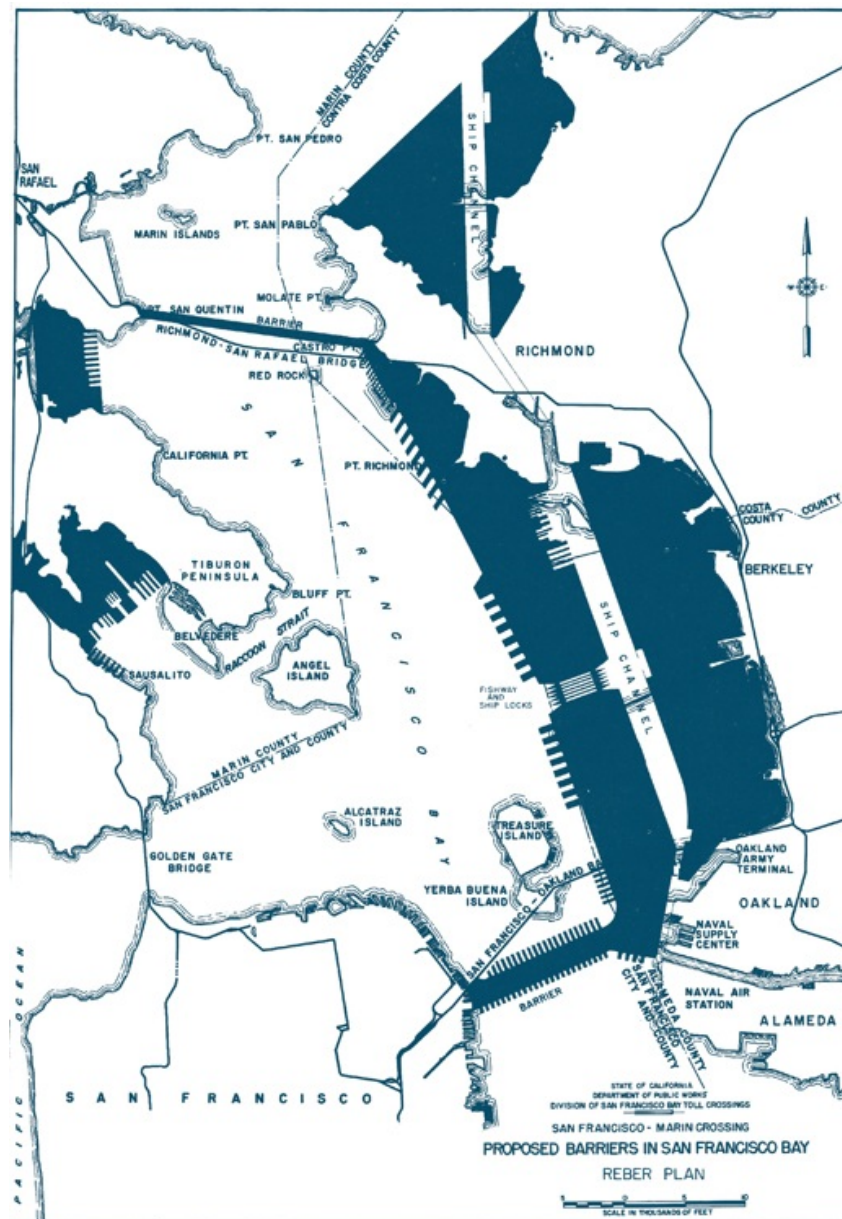 MARIN COUNTY
CONTRA COSTA COUNTY
SHIP CHANNEL
PT. SAN PEDRO
SAN
RAFAEL
PT. SAN PABLO
MARIN ISLANDS
MOLATE PT.
PT. SAN QUENTIN
BARRIER
CASTRO PT.
RICHMOND-SAN RAFAEL BRIDGE
RICHMOND
RED ROCK
SAN FRANCISCO BAY
CALIFORNIA PT.
PT. RICHMOND
COSTA
COUNTY COUNTY
TIBURON
PENINSULA
BERKELEY
BLUFF PT.
BELVEDERE
RACCOON STRAIT
SHIP CHANNEL
ANGEL
ISLAND
SAUSALITO
FISHWAY
AND
SHIP LOCKS
MARIN COUNTY
SAN FRANCISCO CITY AND COUNTY
ALCATRAZ
ISLAND
TREASURE
ISLAND
GOLDEN GATE
BRIDGE
OAKLAND
ARMY
TERMINAL
YERBA BUENA
ISLAND
SAN FRANCISCO-OAKLAND BA
OAKLAND
NAVAL
SUPPLY
CENTER
BARRIER
ALAMEDA COUNTY
SAN FRANCISCO
CITY AND COUNTY
NAVAL AIR
STATION
ALAMEDA
PACIFIC OCEAN
SAN FRANCISCO
STATE OF CALIFORNIA
DEPARTMENT OF PUBLIC WORKS
DIVISION OF SAN FRANCISCO BAY TOLL CROSSINGS
SAN FRANCISCO - MARIN CROSSING
PROPOSED BARRIERS IN SAN FRANCISCO BAY
REBER PLAN
5 0 5 10
SCALE IN THOUSANDS OF FEET